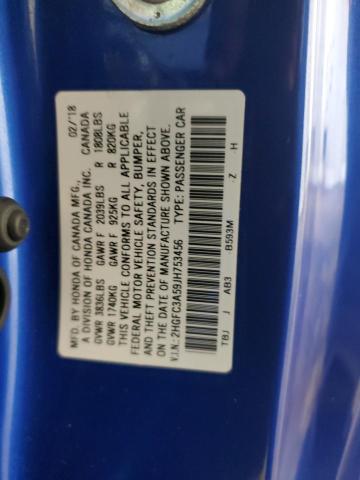 MFD. BY HONDA OF CANADA MFG., 02/'18
A DIVISION OF HONDA CANADA INC. CANADA
GVWR 3836LBS GAWR F 2039LBS R 1808LBS
GVWR 1740KG GAWR F 925KG R 820KG
THIS VEHICLE CONFORMS TO ALL APPLICABLE
FEDERAL MOTOR VEHICLE SAFETY, BUMPER,
AND THEFT PREVENTION STANDARDS IN EFFECT
ON THE DATE OF MANUFACTURE SHOWN ABOVE.
V.I.N.: 2HGFC3A59JH753456 TYPE: PASSENGER CAR
TBJ J AB3 B593M Z H